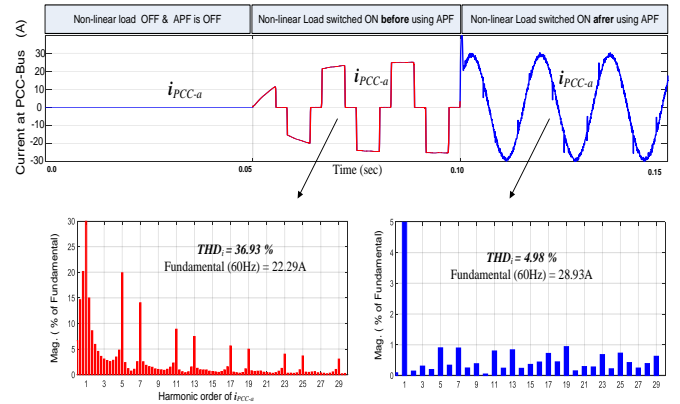 Non-linear load OFF & APF is OFF
Non-linear Load switched ON before using APF
Non-linear Load switched ON afrer using APF
Current at PCC-Bus (A)
30
20
10
0
-10
-20
-30
i PCC-a
i PCC-a
i PCC-a
0.0
0.05
Time (sec)
0.10
0.15
Mag. ( % of Fundamental)
30
25
20
15
10
5
0
THDi = 36.93 %
Fundamental (60Hz) = 22.29A
1 3 5 7 9 11 13 15 17 19 21 23 25 27 29
Harmonic order of iPCC-a
Mag. ( % of Fundamental)
5
4
3
2
1
0
THDi = 4.98 %
Fundamental (60Hz) = 28.93A
1 3 5 7 9 11 13 15 17 19 21 23 25 27 29